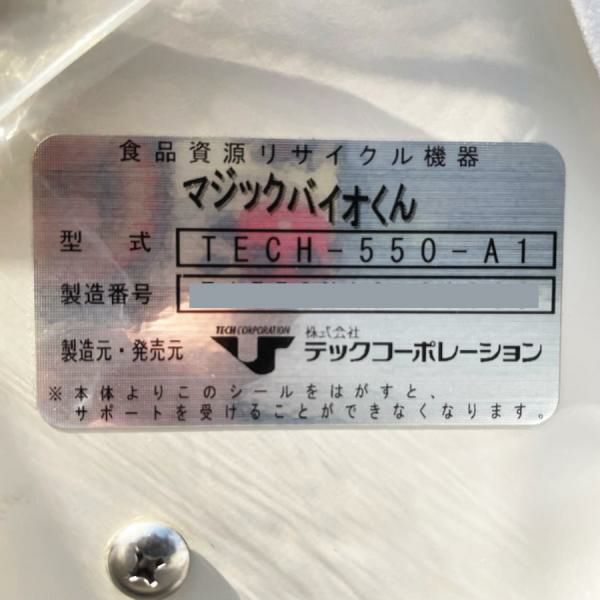 食品資源リサイクル機器
マジックバイオくん
型式 TECH-550-A1
製造番号
製造元・発売元 TECH CORPORATION 株式会社
テックコーポレーション
※本体よりこのシールをはがすと、
サポートを受けることができなくなります。